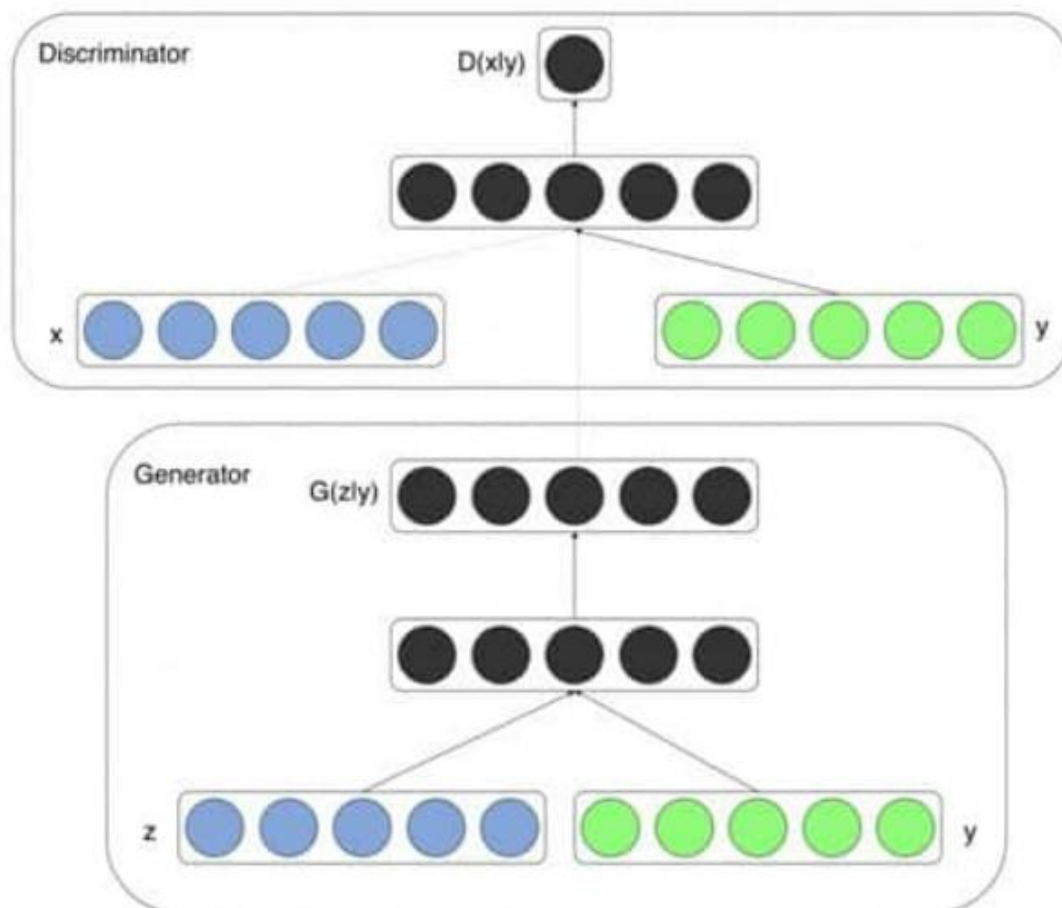 Discriminator
D(x|y)
x
y
Generator
G(z|y)
z
y